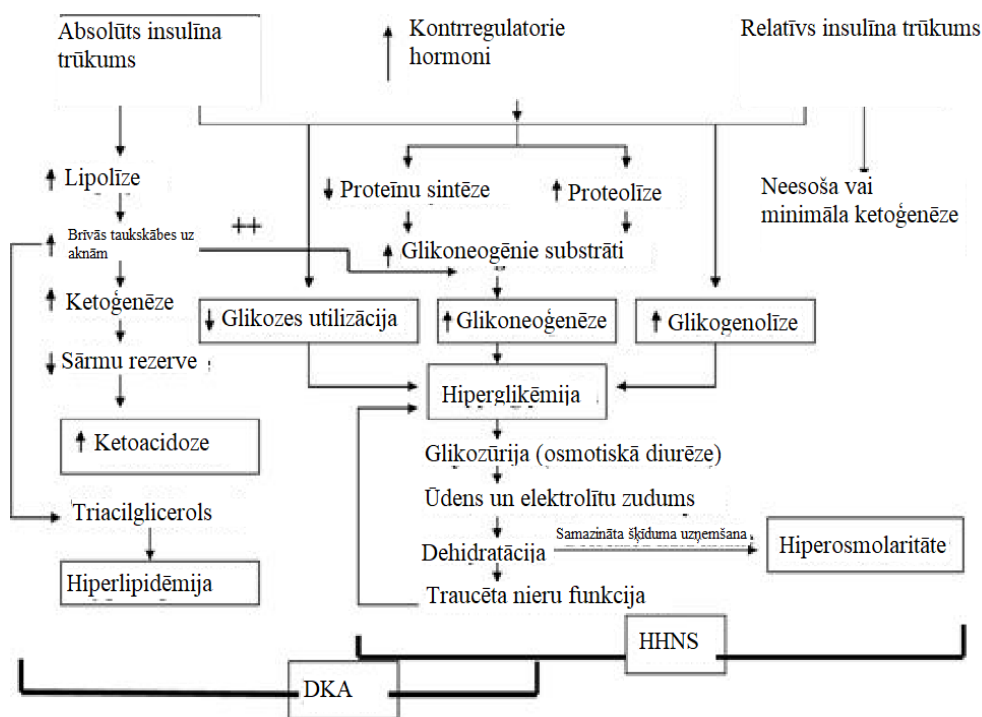 Absolūts insulīna
trūkums
Kontrregulatorie
hormoni
Relatīvs insulīna trūkums
Lipolīze
Proteīnu sintēze
Proteolīze
Neesoša vai
minimāla ketoģenēze
++
Brīvās taukskābes uz
aknām
Glikoneogēnie substrāti
Ketoģenēze
Glikozes utilizācija
Glikoneoģenēze
Glikogenolīze
Sārmu rezerve
Hipergliķēmija
Ketoacidoze
Glikozūrija (osmotiskā diurēze)
Ūdens un elektrolītu zudums
Triacilglicerols
Samazināta šķīduma uzņemšana
Dehidratācija
Hiperosmolaritāte
Hiperlipidēmija
Traucēta nieru funkcija
HHNS
DKA